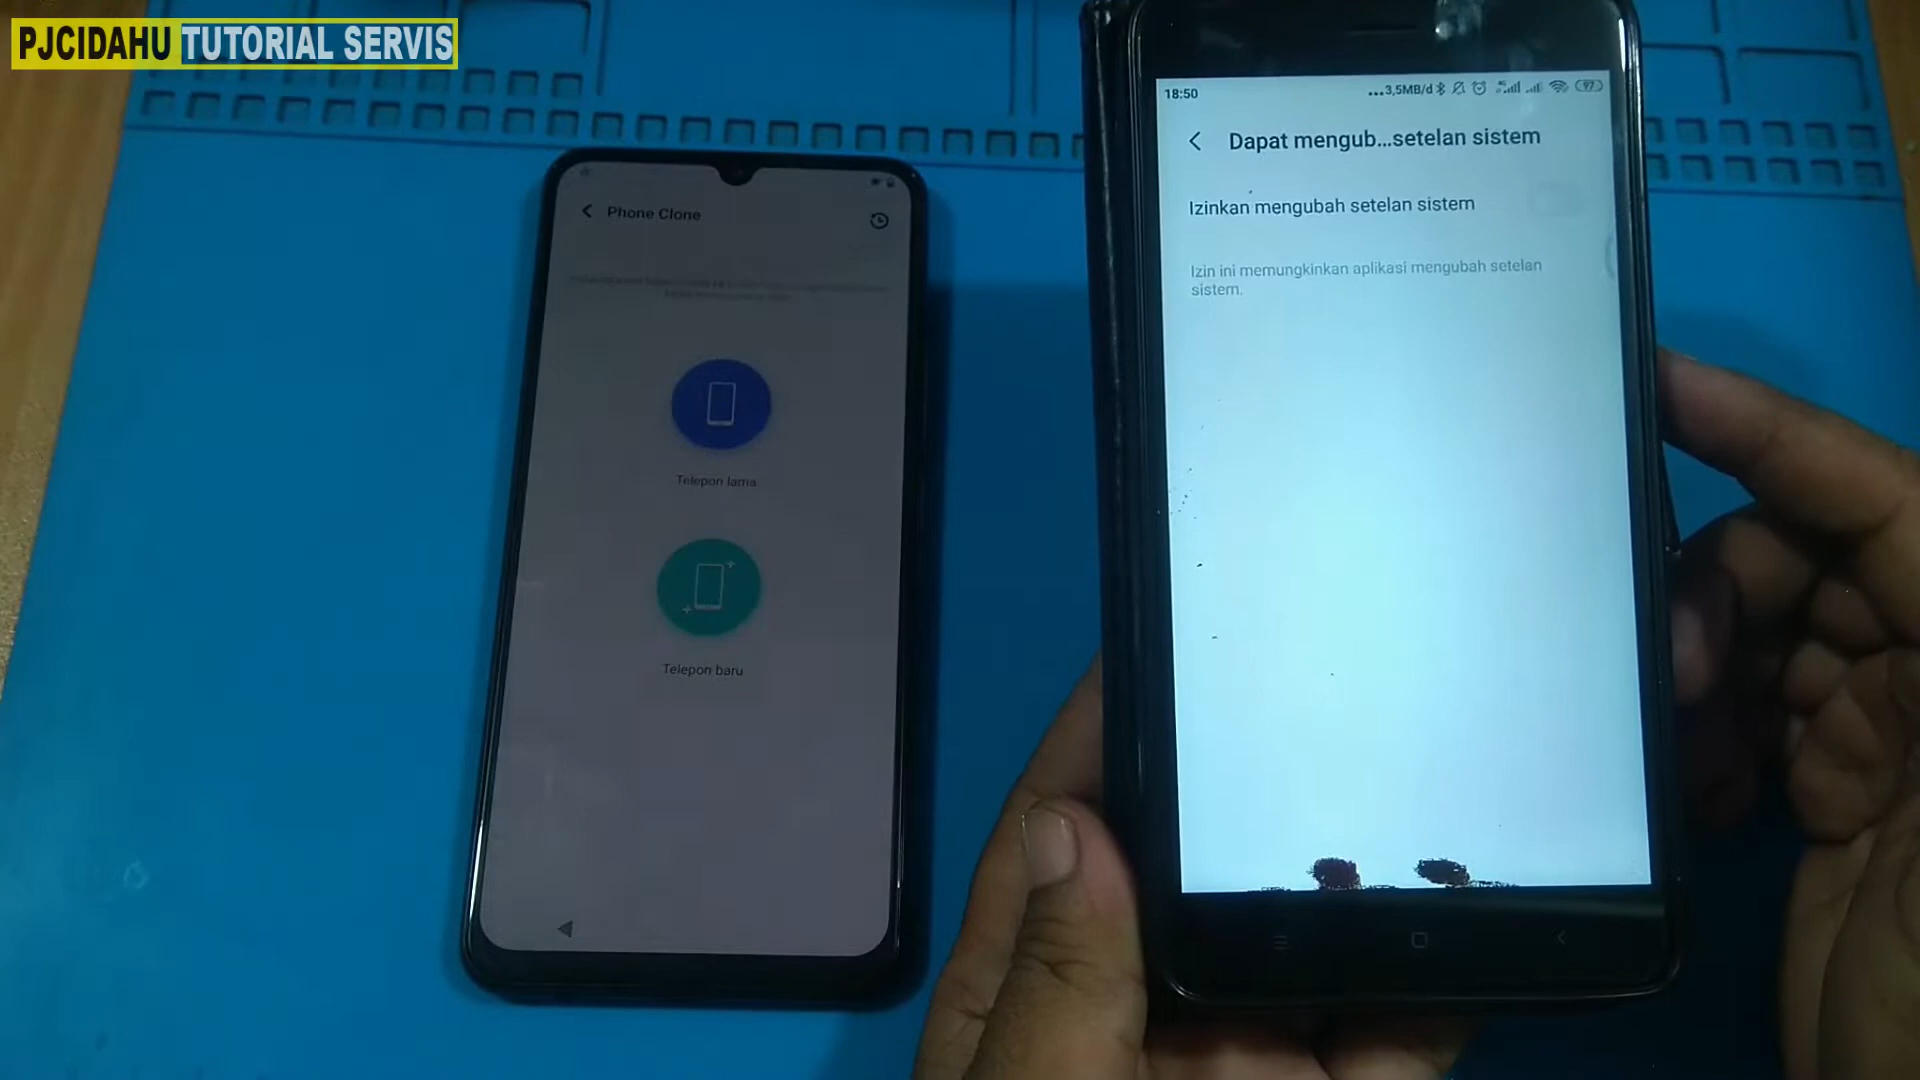 PJCIDAHU TUTORIAL SERVIS
Phone Clone
Telepon lama
Telepon baru
18:50
...3,5MB/d
97
Dapat mengub...setelan sistem
Izinkan mengubah setelan sistem
Izin ini memungkinkan aplikasi mengubah setelan
sistem.